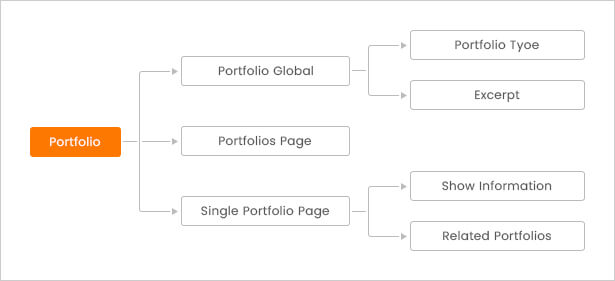 Portfolio
Portfolio Global
Portfolio Tyoe
Excerpt
Portfolios Page
Single Portfolio Page
Show Information
Related Portfolios